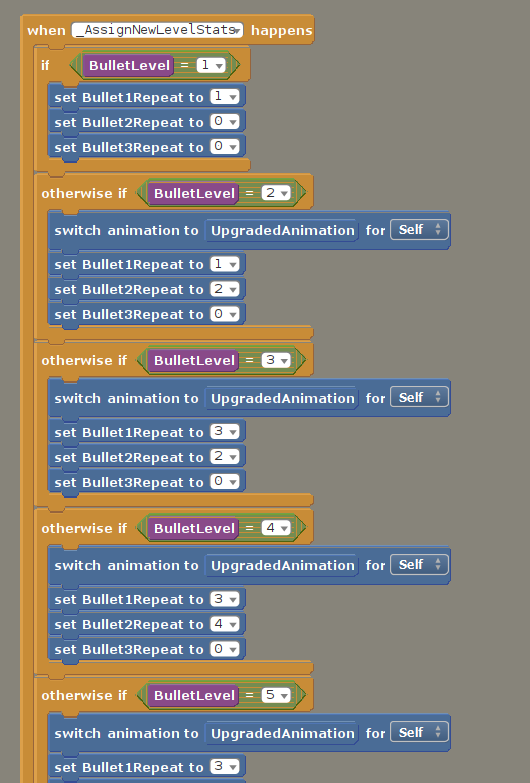 when _AssignNewLevelStats happens
if BulletLevel = 1
set Bullet1Repeat to 1
set Bullet2Repeat to 0
set Bullet3Repeat to 0
otherwise if BulletLevel = 2
switch animation to UpgradedAnimation for Self
set Bullet1Repeat to 1
set Bullet2Repeat to 2
set Bullet3Repeat to 0
otherwise if BulletLevel = 3
switch animation to UpgradedAnimation for Self
set Bullet1Repeat to 3
set Bullet2Repeat to 2
set Bullet3Repeat to 0
otherwise if BulletLevel = 4
switch animation to UpgradedAnimation for Self
set Bullet1Repeat to 3
set Bullet2Repeat to 4
set Bullet3Repeat to 0
otherwise if BulletLevel = 5
switch animation to UpgradedAnimation for Self
set Bullet1Repeat to 3